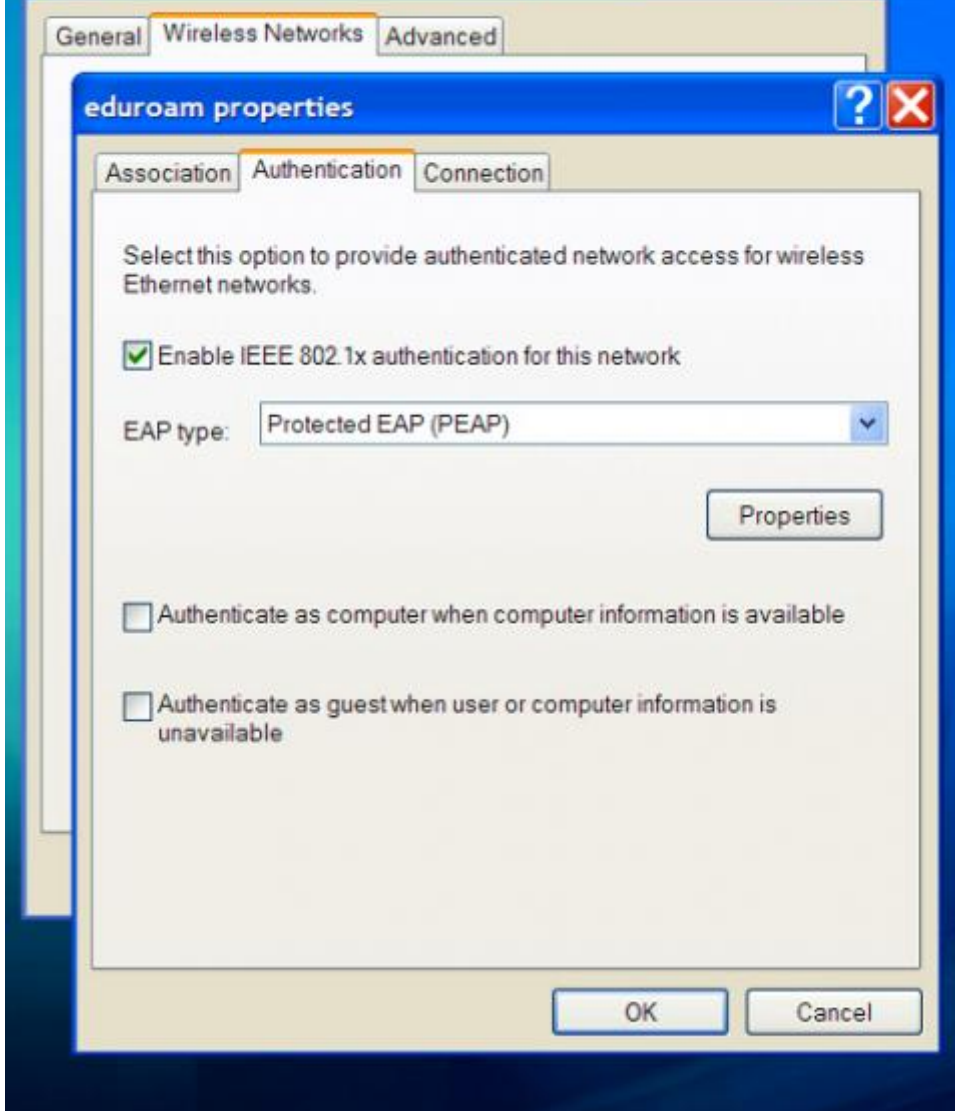 General Wireless Networks Advanced
eduroam properties
Association Authentication Connection
Select this option to provide authenticated network access for wireless
Ethernet networks.
Enable IEEE 802.1x authentication for this network
EAP type: Protected EAP (PEAP)
Properties
Authenticate as computer when computer information is available
Authenticate as guest when user or computer information is
unavailable
OK Cancel